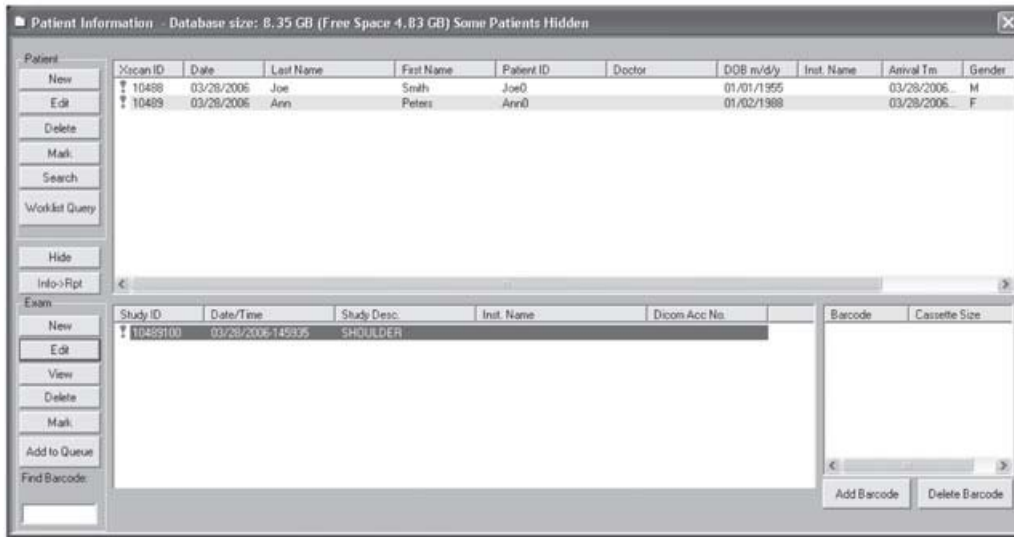 Patient Information - Database size: 8.35 GB (Free Space 4.83 GB) Some Patients Hidden
Patient
New
Edit
Delete
Mark
Search
Worklist Query
Hide
Info->Rpt
Xscan ID Date Last Name First Name Patient ID Doctor DOB m/d/y Inst. Name Arrival Tm Gender
10488 03/28/2006 Joe Smith Joe0 01/01/1955 03/28/2006... M
10489 03/28/2006 Ann Peters Ann0 01/02/1988 03/28/2006... F
Exam
New
Edit
View
Delete
Mark
Add to Queue
Find Barcode:
Study ID Date/Time Study Desc. Inst. Name Dicom Acc No.
10489100 03/28/2006-145935 SHOULDER
Barcode Cassette Size
Add Barcode Delete Barcode